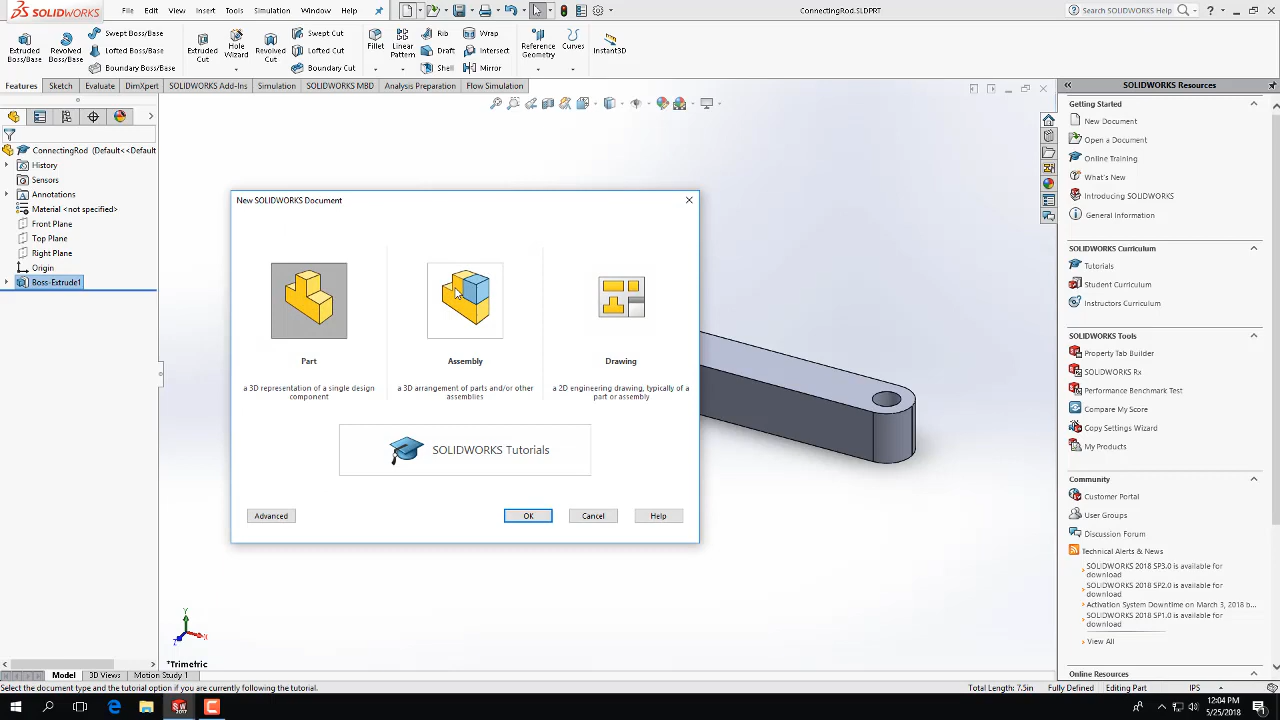 SOLIDWORKS File Edit View Insert Tools Simulation Window Help ConnectingRod.SLDPRT Search SOLIDWORKS Help
Extruded Boss/Base
Revolved Boss/Base
Swept Boss/Base
Lofted Boss/Base
Boundary Boss/Base
Extruded Cut
Hole Wizard
Revolved Cut
Swept Cut
Lofted Cut
Boundary Cut
Fillet
Linear Pattern
Rib
Draft
Shell
Wrap
Intersect
Mirror
Reference Geometry
Curves
Instant3D
Features Sketch Evaluate DimXpert SOLIDWORKS Add-Ins Simulation SOLIDWORKS MBD Analysis Preparation Flow Simulation
ConnectingRod (Default<<Default
History
Sensors
Annotations
Material <not specified>
Front Plane
Top Plane
Right Plane
Origin
Boss-Extrude1
New SOLIDWORKS Document
Part
a 3D representation of a single design
component
Assembly
a 3D arrangement of parts and/or other
assemblies
Drawing
a 2D engineering drawing, typically of a
part or assembly
SOLIDWORKS Tutorials
Advanced OK Cancel Help
Y
X
Z
*Trimetric
SOLIDWORKS Resources
Getting Started
New Document
Open a Document
Online Training
What's New
Introducing SOLIDWORKS
General Information
SOLIDWORKS Curriculum
Tutorials
Student Curriculum
Instructors Curriculum
SOLIDWORKS Tools
Property Tab Builder
SOLIDWORKS Rx
Performance Benchmark Test
Compare My Score
Copy Settings Wizard
My Products
Community
Customer Portal
User Groups
Discussion Forum
Technical Alerts & News
SOLIDWORKS 2018 SP3.0 is available for
download
SOLIDWORKS 2018 SP2.0 is available for
download
Activation System Downtime on March 3, 2018 b...
SOLIDWORKS 2018 SP1.0 is available for
download
View All
Online Resources
Model 3D Views Motion Study 1
Select the document type and the tutorial option if you are currently following the tutorial. Total Length: 7.5in Fully Defined Editing Part IPS
12:04 PM
5/25/2018